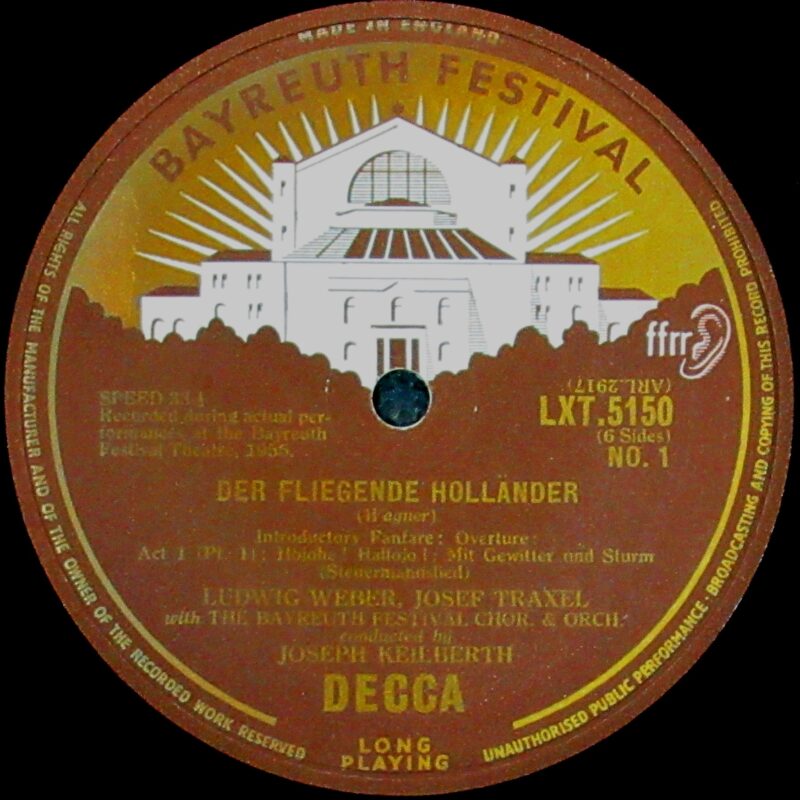 MADE IN ENGLAND
BAYREUTH FESTIVAL
ffrr
SPEED 33⅓
Recorded during actual per-
formances at the Bayreuth
Festival Theatre, 1955.
(ARL.2917)
LXT.5150
(6 Sides)
NO. 1
DER FLIEGENDE HOLLÄNDER
(Wagner)
Introductory Fanfare: Overture:
Act 1 (Pt. 1): Hojohe! Hallojo!; Mit Gewitter und Sturm
(Steuermannslied)
LUDWIG WEBER, JOSEF TRAXEL
with THE BAYREUTH FESTIVAL CHOR. & ORCH.
conducted by
JOSEPH KEILBERTH
DECCA
LONG
PLAYING
ALL RIGHTS OF THE MANUFACTURER AND OF THE OWNER OF THE RECORDED WORK RESERVED
UNAUTHORISED PUBLIC PERFORMANCE · BROADCASTING AND COPYING OF THIS RECORD PROHIBITED